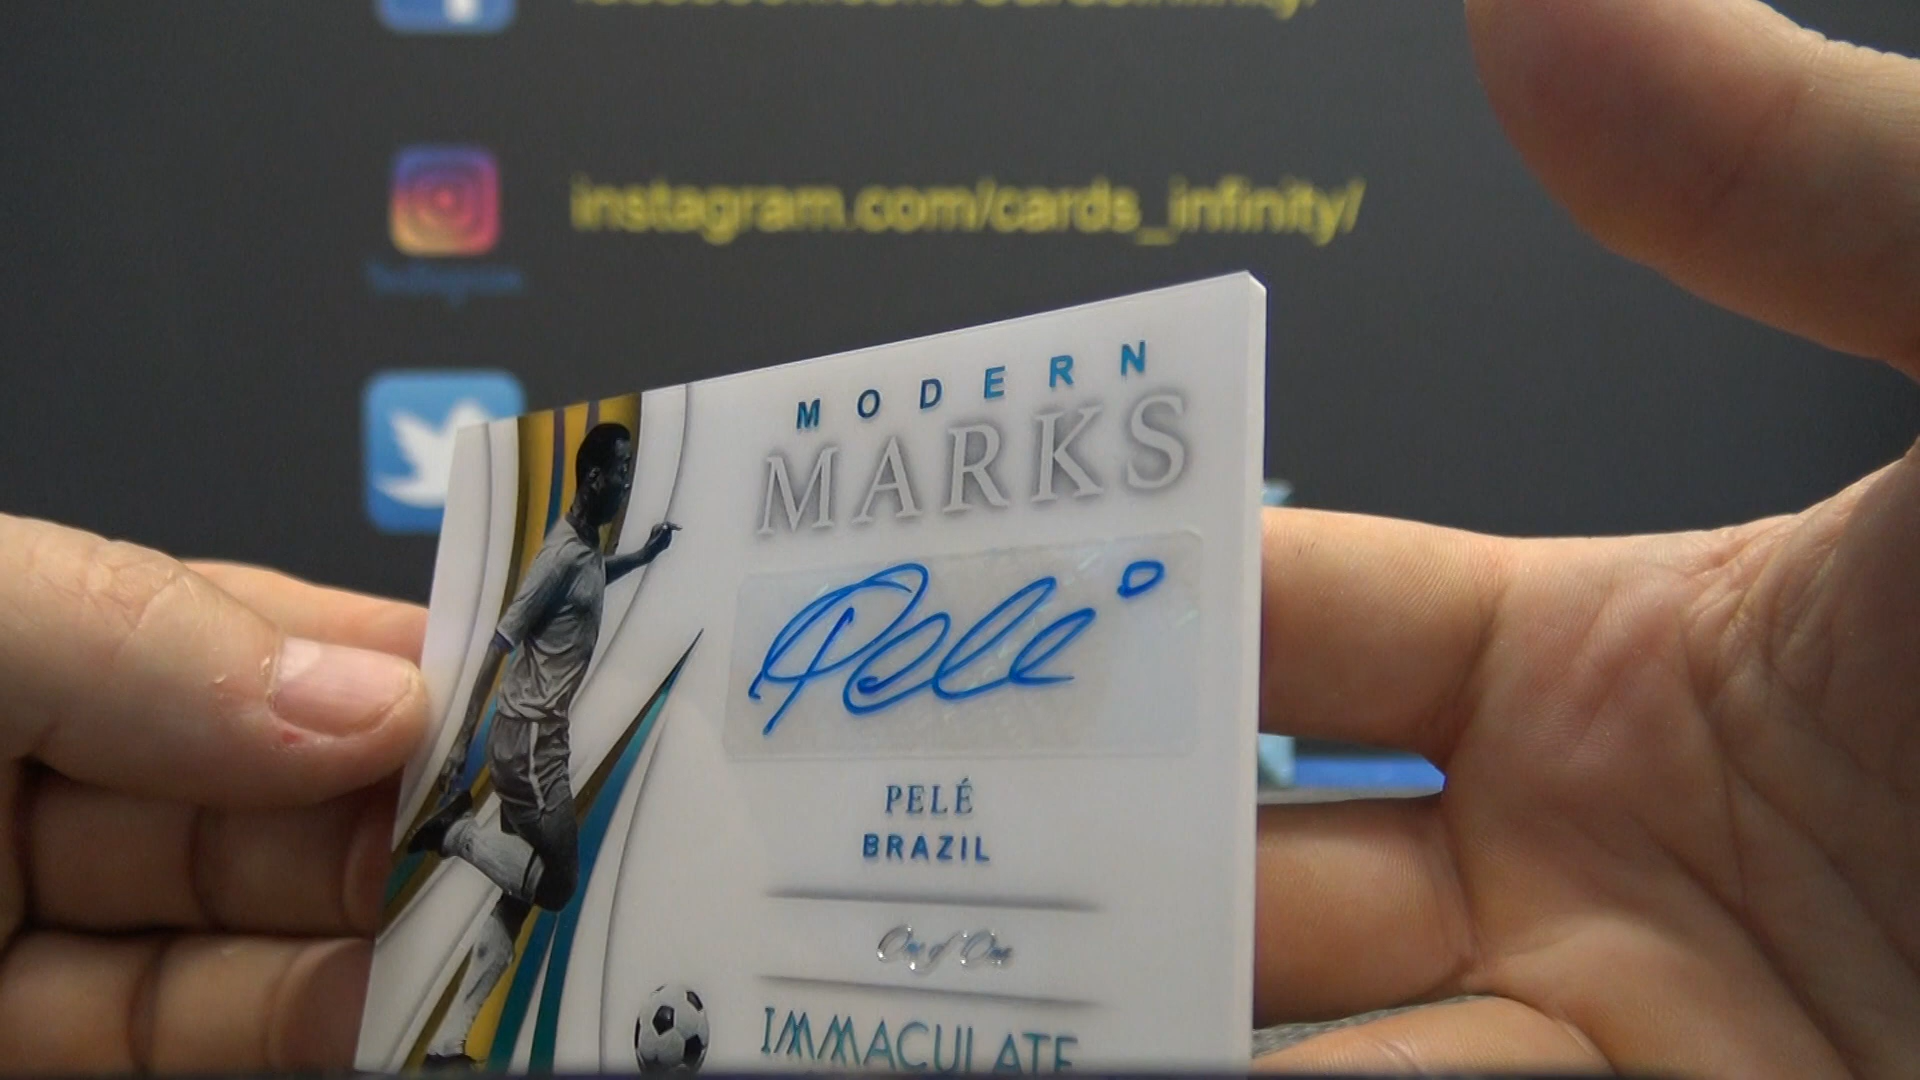 instagram.com/cards_infinity/
MODERN
MARKS
Pelé
PELÉ
BRAZIL
One of One
IMMACULATE